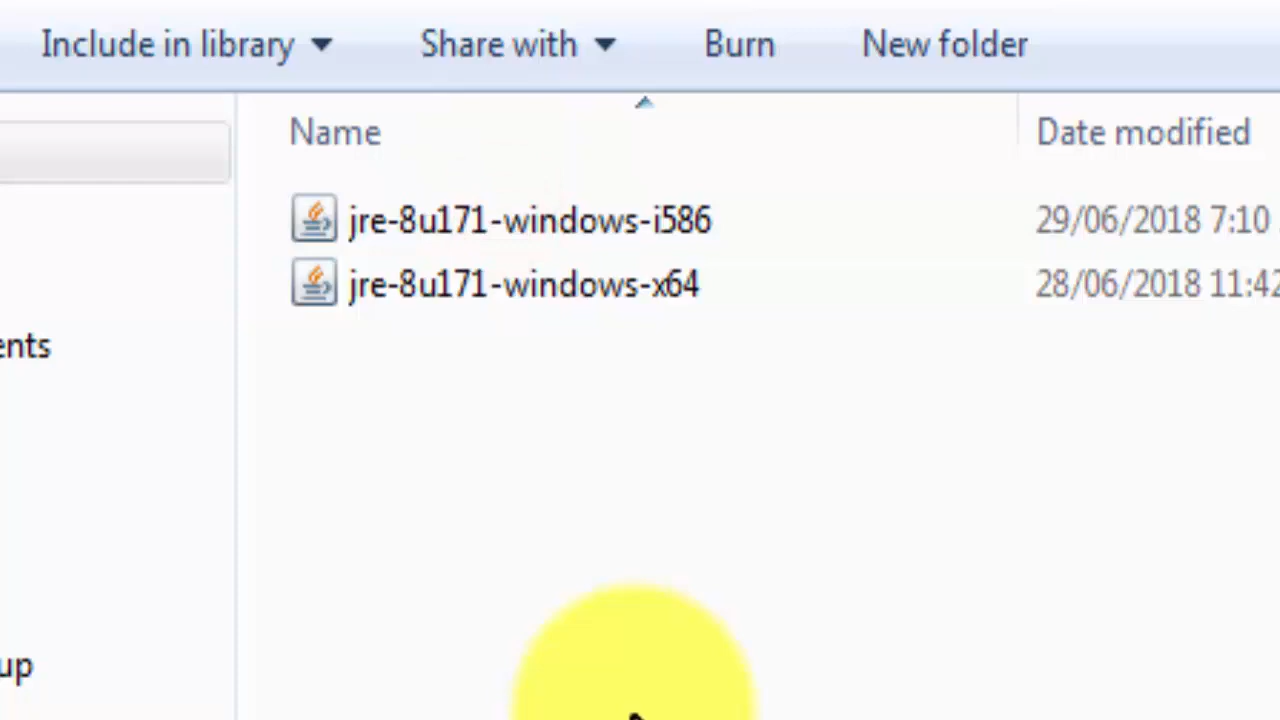 Include in library Share with Burn New folder
Name Date modified
jre-8u171-windows-i586 29/06/2018 7:10
jre-8u171-windows-x64 28/06/2018 11:42
ents
up